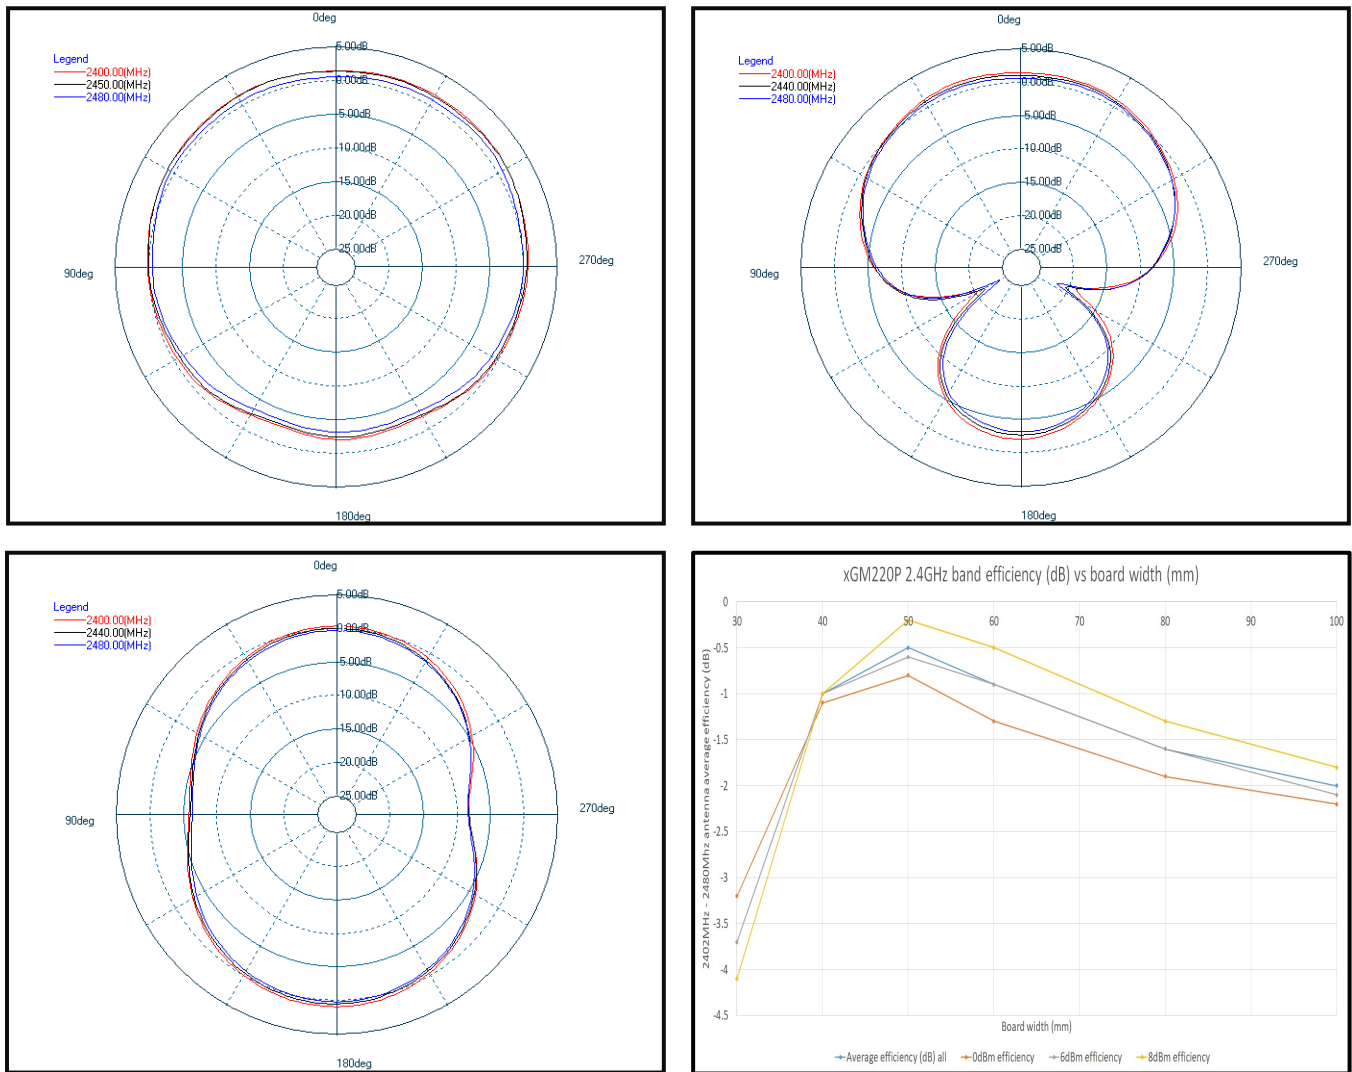 0deg
Legend
2400.00(MHz)
2450.00(MHz)
2480.00(MHz)
5.00dB
0.00dB
5.00dB
10.00dB
15.00dB
20.00dB
25.00dB
90deg
270deg
180deg
0deg
Legend
2400.00(MHz)
2440.00(MHz)
2480.00(MHz)
5.00dB
0.00dB
5.00dB
10.00dB
15.00dB
20.00dB
25.00dB
90deg
270deg
180deg
0deg
Legend
2400.00(MHz)
2440.00(MHz)
2480.00(MHz)
5.00dB
0.00dB
5.00dB
10.00dB
15.00dB
20.00dB
25.00dB
90deg
270deg
180deg
xGM220P 2.4GHz band efficiency (dB) vs board width (mm)
0
30 40 50 60 70 80 90 100
-0.5
-1
-1.5
-2
-2.5
-3
-3.5
-4
-4.5
2402MHz - 2480Mhz antenna average efficiency (dB)
Board width (mm)
Average efficiency (dB) all 0dBm efficiency 6dBm efficiency 8dBm efficiency